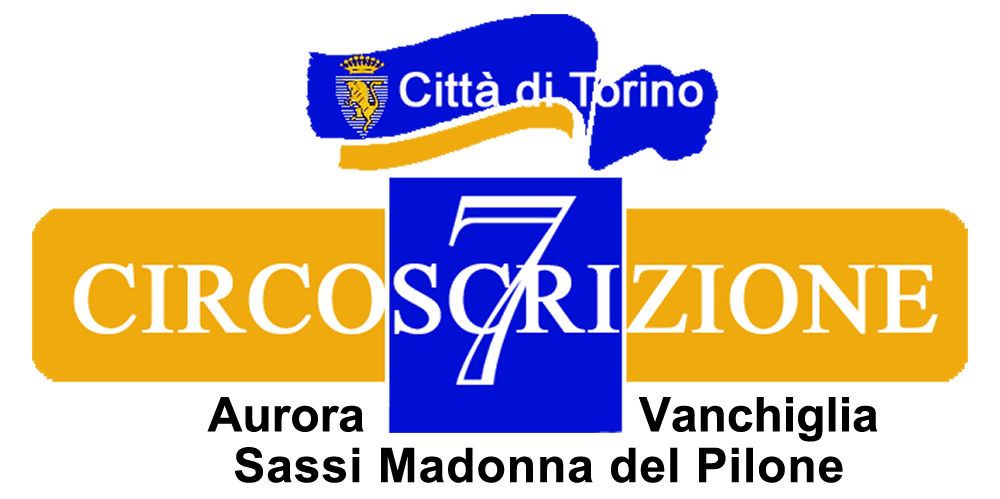 Città di Torino
7
CIRCOSCRIZIONE
Aurora Vanchiglia
Sassi Madonna del Pilone